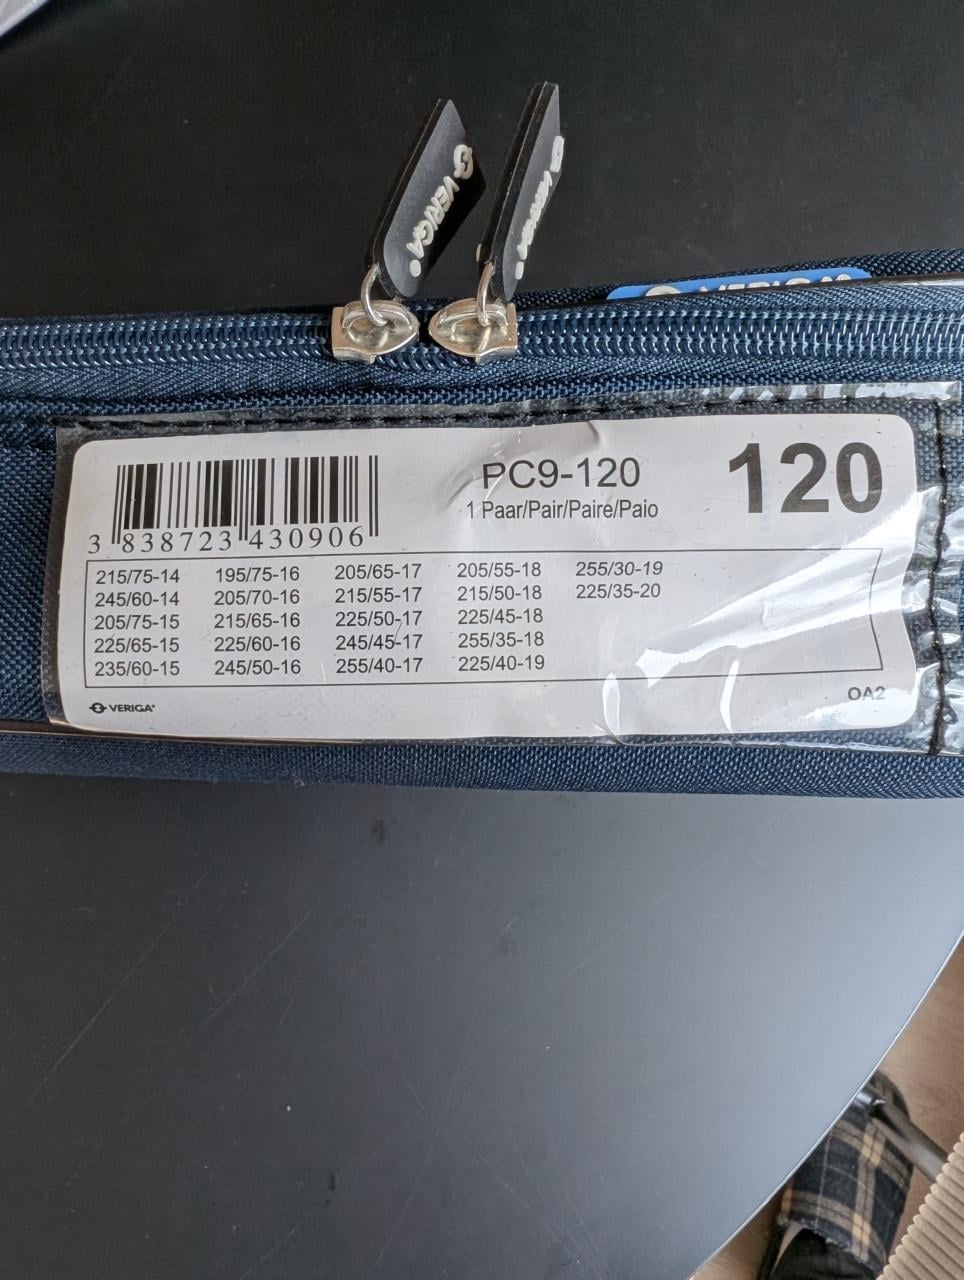 VERIGA
VERIGA
VERIGA
PC9-120
120
1 Paar/Pair/Paire/Paio
3 838723 430906
215/75-14 195/75-16 205/65-17 205/55-18 255/30-19
245/60-14 205/70-16 215/55-17 215/50-18 225/35-20
205/75-15 215/65-16 225/50-17 225/45-18
225/65-15 225/60-16 245/45-17 255/35-18
235/60-15 245/50-16 255/40-17 225/40-19
VERIGA®
OA2